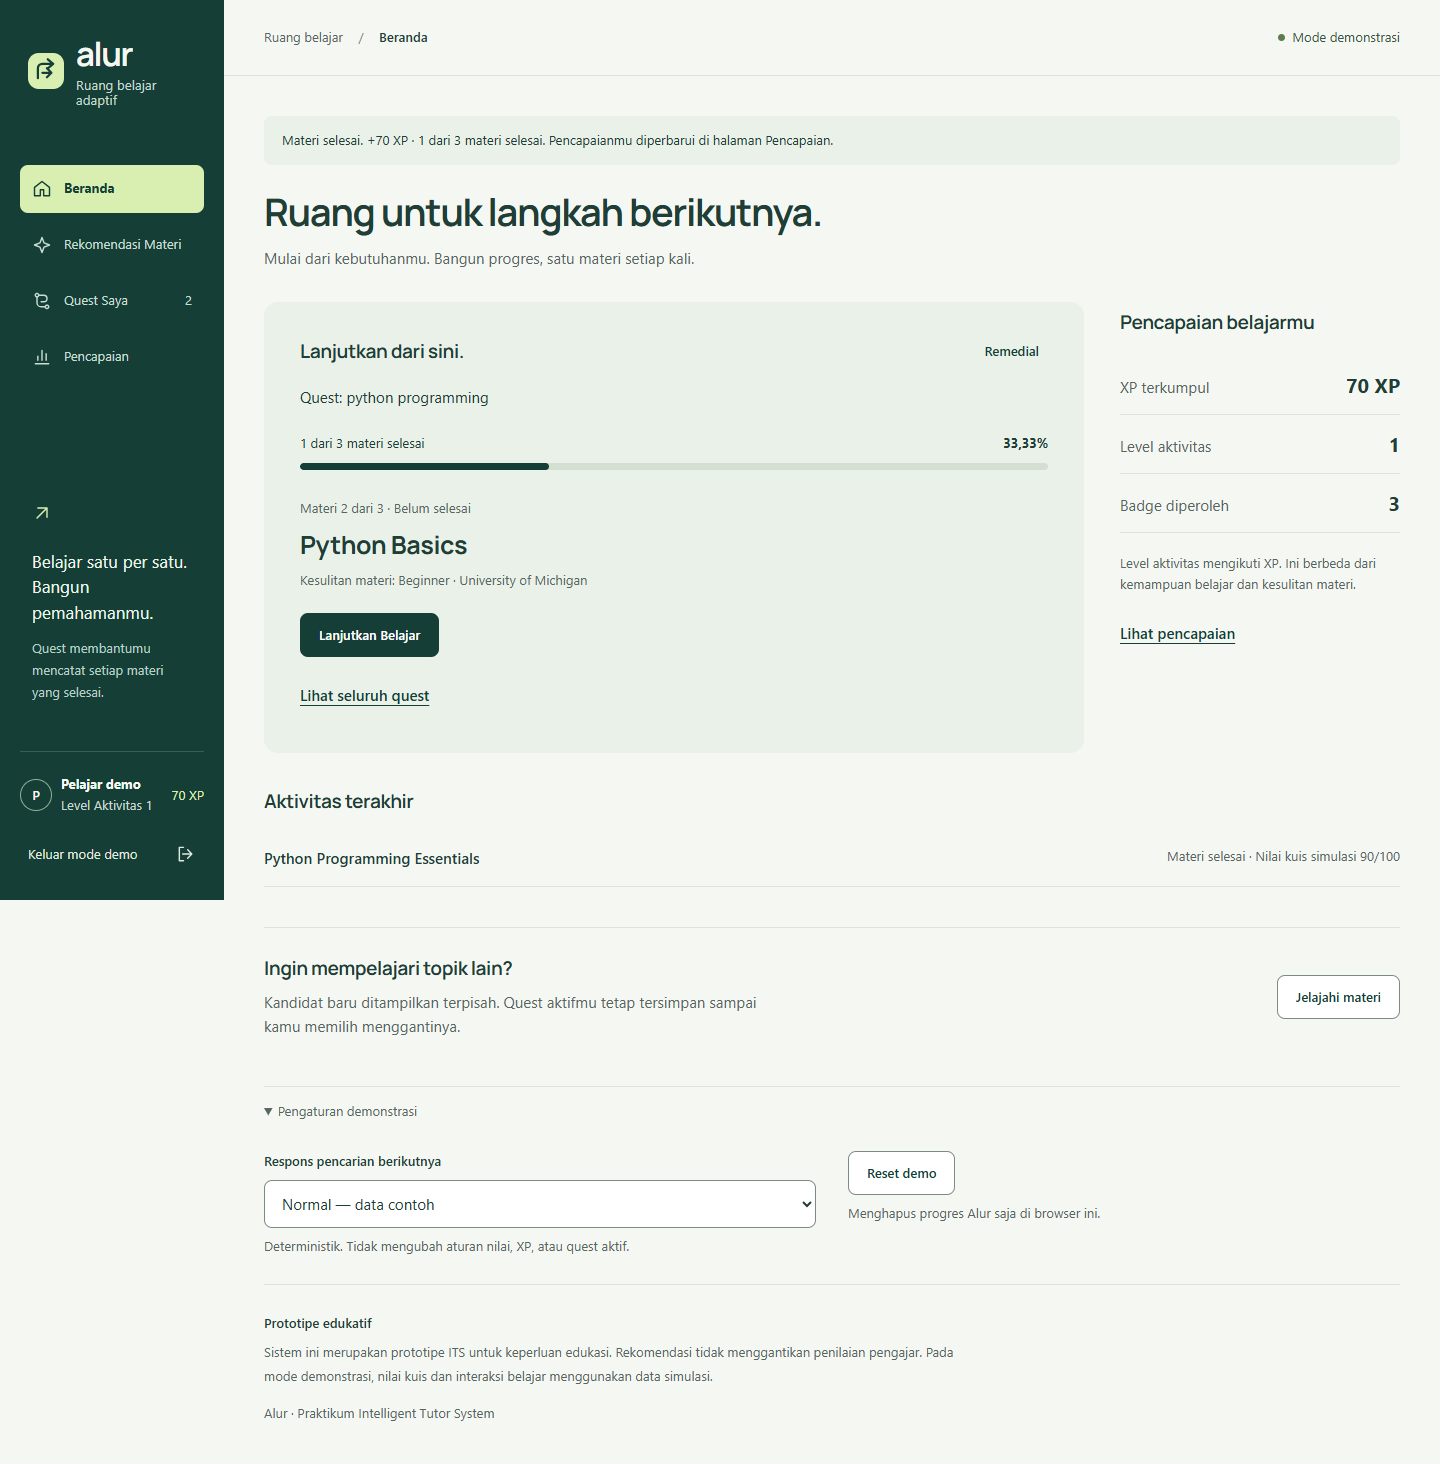 alur
Ruang belajar
adaptif
Beranda
Rekomendasi Materi
Quest Saya 2
Pencapaian
Belajar satu per satu.
Bangun
pemahamanmu.
Quest membantumu
mencatat setiap materi
yang selesai.
P
Pelajar demo
Level Aktivitas 1
70 XP
Keluar mode demo
Ruang belajar / Beranda
Mode demonstrasi
Materi selesai. +70 XP · 1 dari 3 materi selesai. Pencapaianmu diperbarui di halaman Pencapaian.
Ruang untuk langkah berikutnya.
Mulai dari kebutuhanmu. Bangun progres, satu materi setiap kali.
Lanjutkan dari sini.
Remedial
Quest: python programming
1 dari 3 materi selesai
33,33%
Materi 2 dari 3 · Belum selesai
Python Basics
Kesulitan materi: Beginner · University of Michigan
Lanjutkan Belajar
Lihat seluruh quest
Pencapaian belajarmu
XP terkumpul 70 XP
Level aktivitas 1
Badge diperoleh 3
Level aktivitas mengikuti XP. Ini berbeda dari
kemampuan belajar dan kesulitan materi.
Lihat pencapaian
Aktivitas terakhir
Python Programming Essentials
Materi selesai · Nilai kuis simulasi 90/100
Ingin mempelajari topik lain?
Kandidat baru ditampilkan terpisah. Quest aktifmu tetap tersimpan sampai
kamu memilih menggantinya.
Jelajahi materi
▼ Pengaturan demonstrasi
Respons pencarian berikutnya
Normal — data contoh
Deterministik. Tidak mengubah aturan nilai, XP, atau quest aktif.
Reset demo
Menghapus progres Alur saja di browser ini.
Prototipe edukatif
Sistem ini merupakan prototipe ITS untuk keperluan edukasi. Rekomendasi tidak menggantikan penilaian pengajar. Pada
mode demonstrasi, nilai kuis dan interaksi belajar menggunakan data simulasi.
Alur · Praktikum Intelligent Tutor System